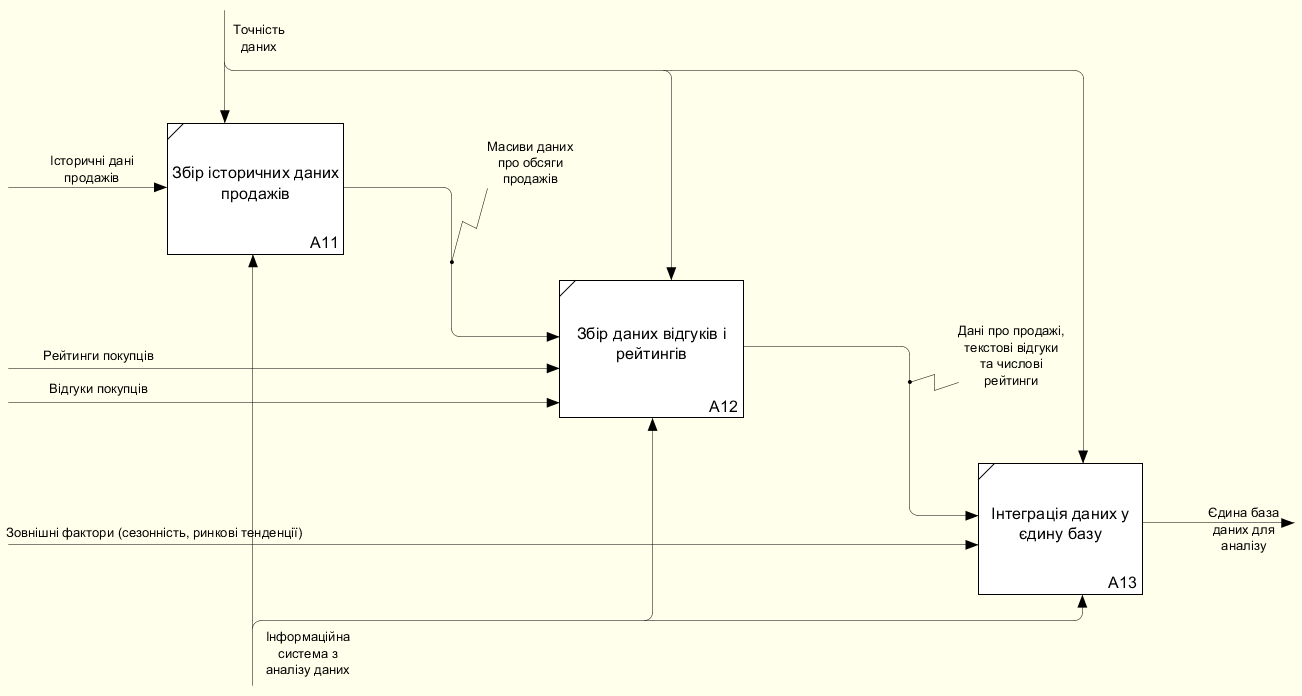 Точність
даних
Історичні дані
продажів
Збір історичних даних
продажів
A11
Масиви даних
про обсяги
продажів
Збір даних відгуків і
рейтингів
A12
Рейтинги покупців
Відгуки покупців
Дані про продажі,
текстові відгуки
та числові
рейтинги
Зовнішні фактори (сезонність, ринкові тенденції)
Інтеграція даних у
єдину базу
A13
Єдина база
даних для
аналізу
Інформаційна
система з
аналізу даних